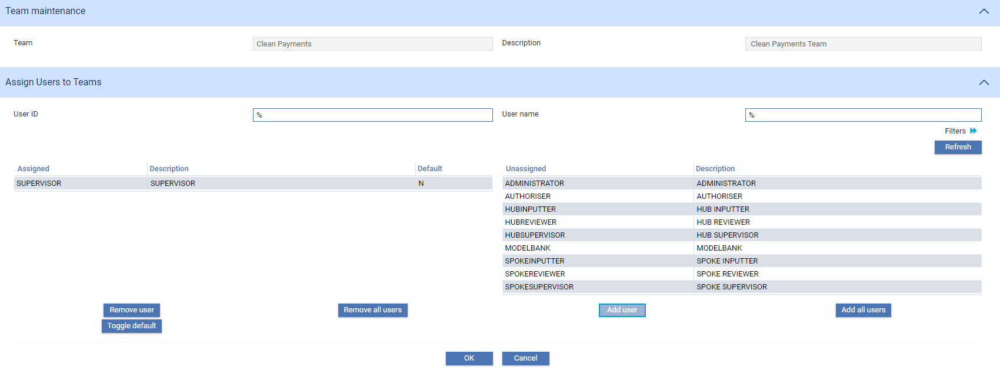 Team maintenance
Team Clean Payments Description Clean Payments Team
Assign Users to Teams
User ID % User name %
Filters
Refresh
Assigned Description Default Unassigned Description
SUPERVISOR SUPERVISOR N ADMINISTRATOR ADMINISTRATOR
AUTHORISER AUTHORISER
HUBINPUTTER HUB INPUTTER
HUBREVIEWER HUB REVIEWER
HUBSUPERVISOR HUB SUPERVISOR
MODELBANK MODELBANK
SPOKEINPUTTER SPOKE INPUTTER
SPOKEREVIEWER SPOKE REVIEWER
SPOKESUPERVISOR SPOKE SUPERVISOR
Remove user Remove all users Add user Add all users
Toggle default
OK Cancel